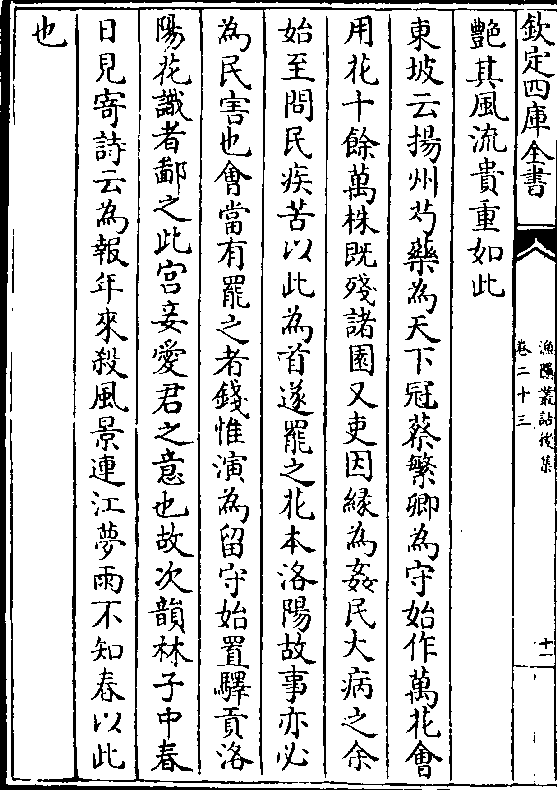 欽定四庫全書
漁隱叢話後集
卷二十三
十一
艷其風流貴重如此
東坡云揚州芍藥為天下冠蔡繁卿為守始作萬花會
用花十餘萬株既殘諸園又吏因縁為姦民大病之余
始至問民疾苦以此為首遂罷之花本洛陽故事亦必
為民害也會當有罷之者錢惟演為留守始置驛貢洛
陽花識者鄙之此宮妾愛君之意也故次韻林子中春
日見寄詩云為報年來殺風景連江夢雨不知春以此
也